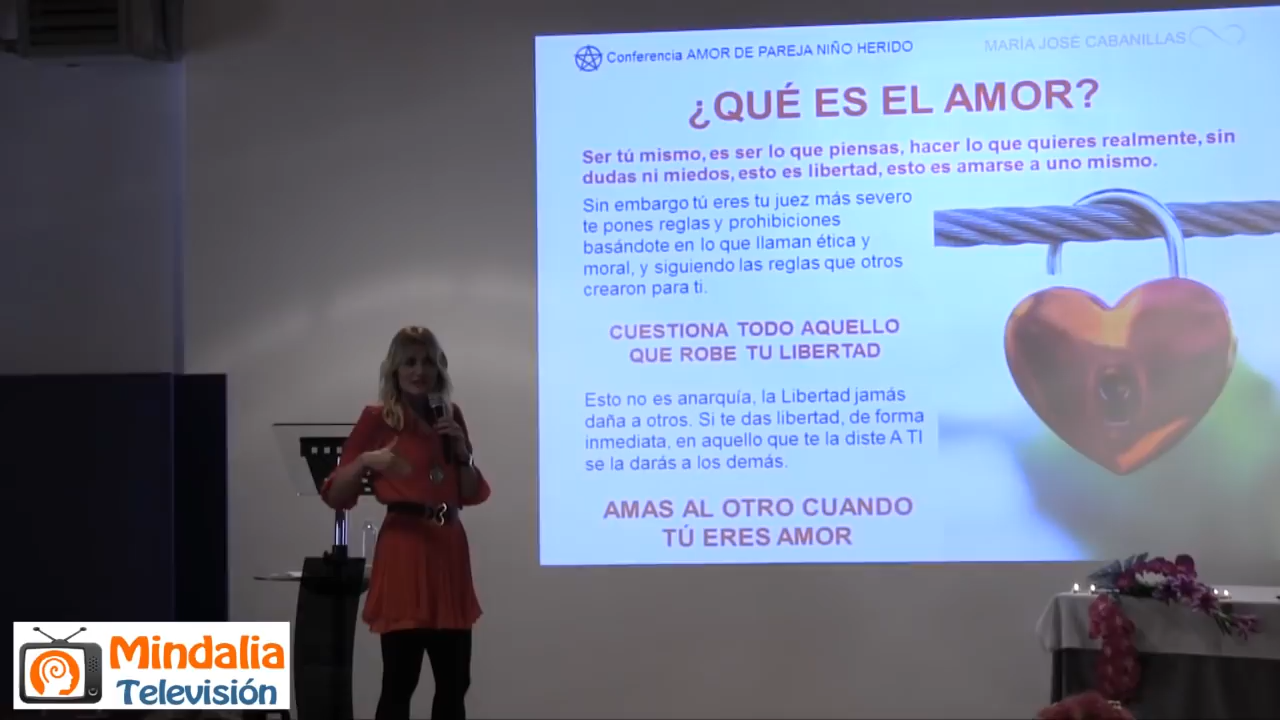 Conferencia AMOR DE PAREJA NIÑO HERIDO
MARÍA JOSÉ CABANILLAS
¿QUÉ ES EL AMOR?
Ser tú mismo, es ser lo que piensas, hacer lo que quieres realmente, sin
dudas ni miedos, esto es libertad, esto es amarse a uno mismo.
Sin embargo tú eres tu juez más severo
te pones reglas y prohibiciones
basándote en lo que llaman ética y
moral, y siguiendo las reglas que otros
crearon para ti.
CUESTIONA TODO AQUELLO
QUE ROBE TU LIBERTAD
Esto no es anarquía, la Libertad jamás
daña a otros. Si te das libertad, de forma
inmediata, en aquello que te la diste A TI
se la darás a los demás.
AMAS AL OTRO CUANDO
TÚ ERES AMOR
Mindalia
Televisión